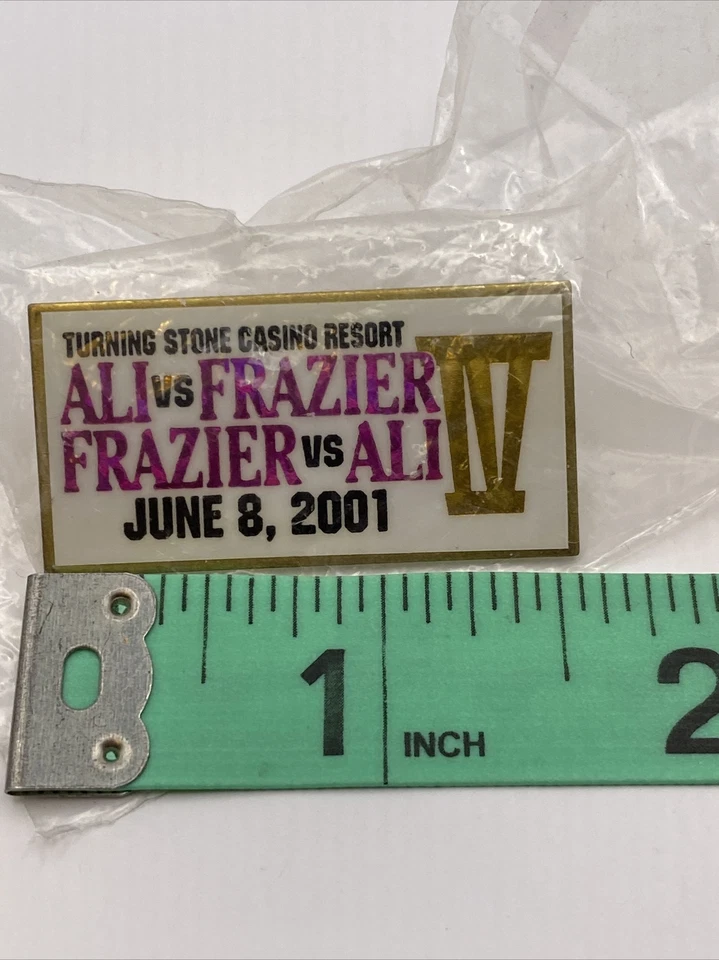 TURNING STONE CASINO RESORT
ALI VS FRAZIER IV
FRAZIER VS ALI
JUNE 8, 2001
1 INCH 2